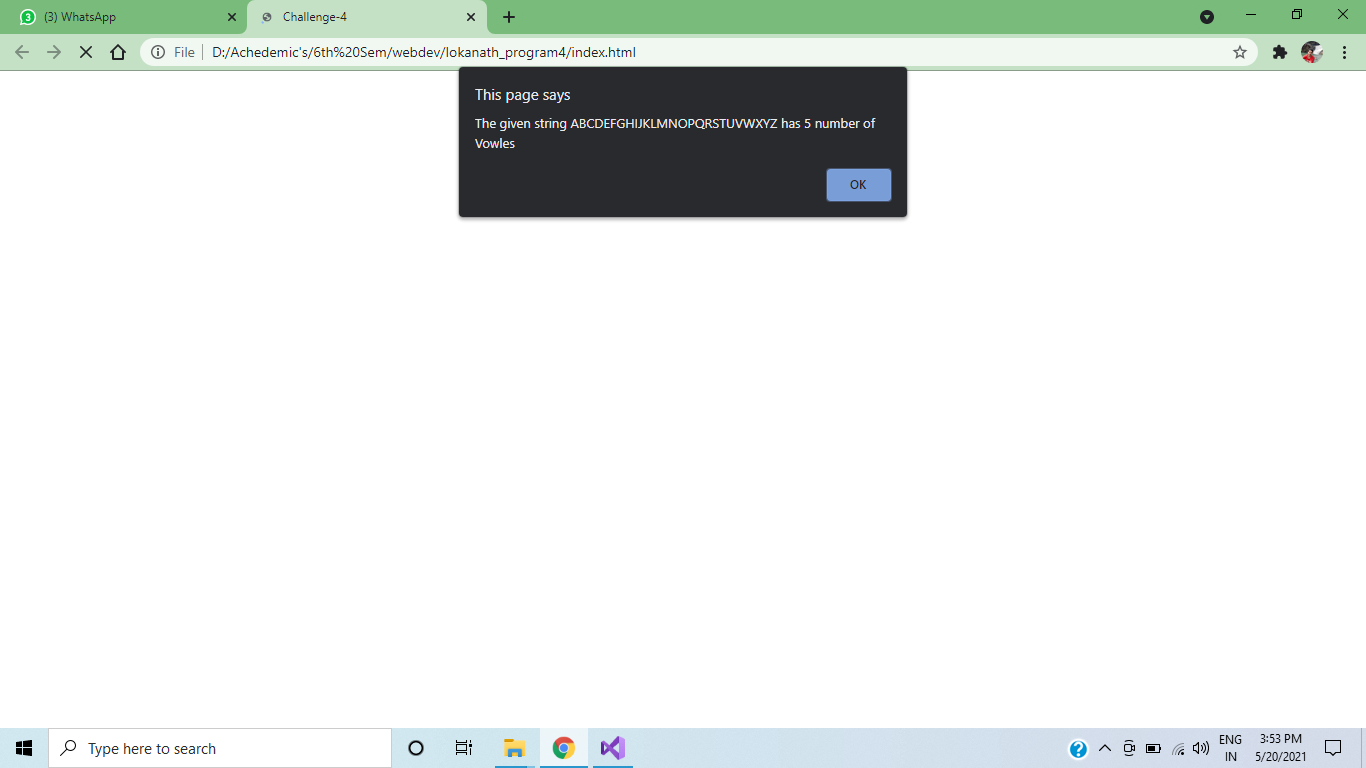 3 (3) WhatsApp
Challenge-4
File D:/Achedemic's/6th%20Sem/webdev/lokanath_program4/index.html
This page says
The given string ABCDEFGHIJKLMNOPQRSTUVWXYZ has 5 number of
Vowles
OK
Type here to search
ENG
IN
3:53 PM
5/20/2021